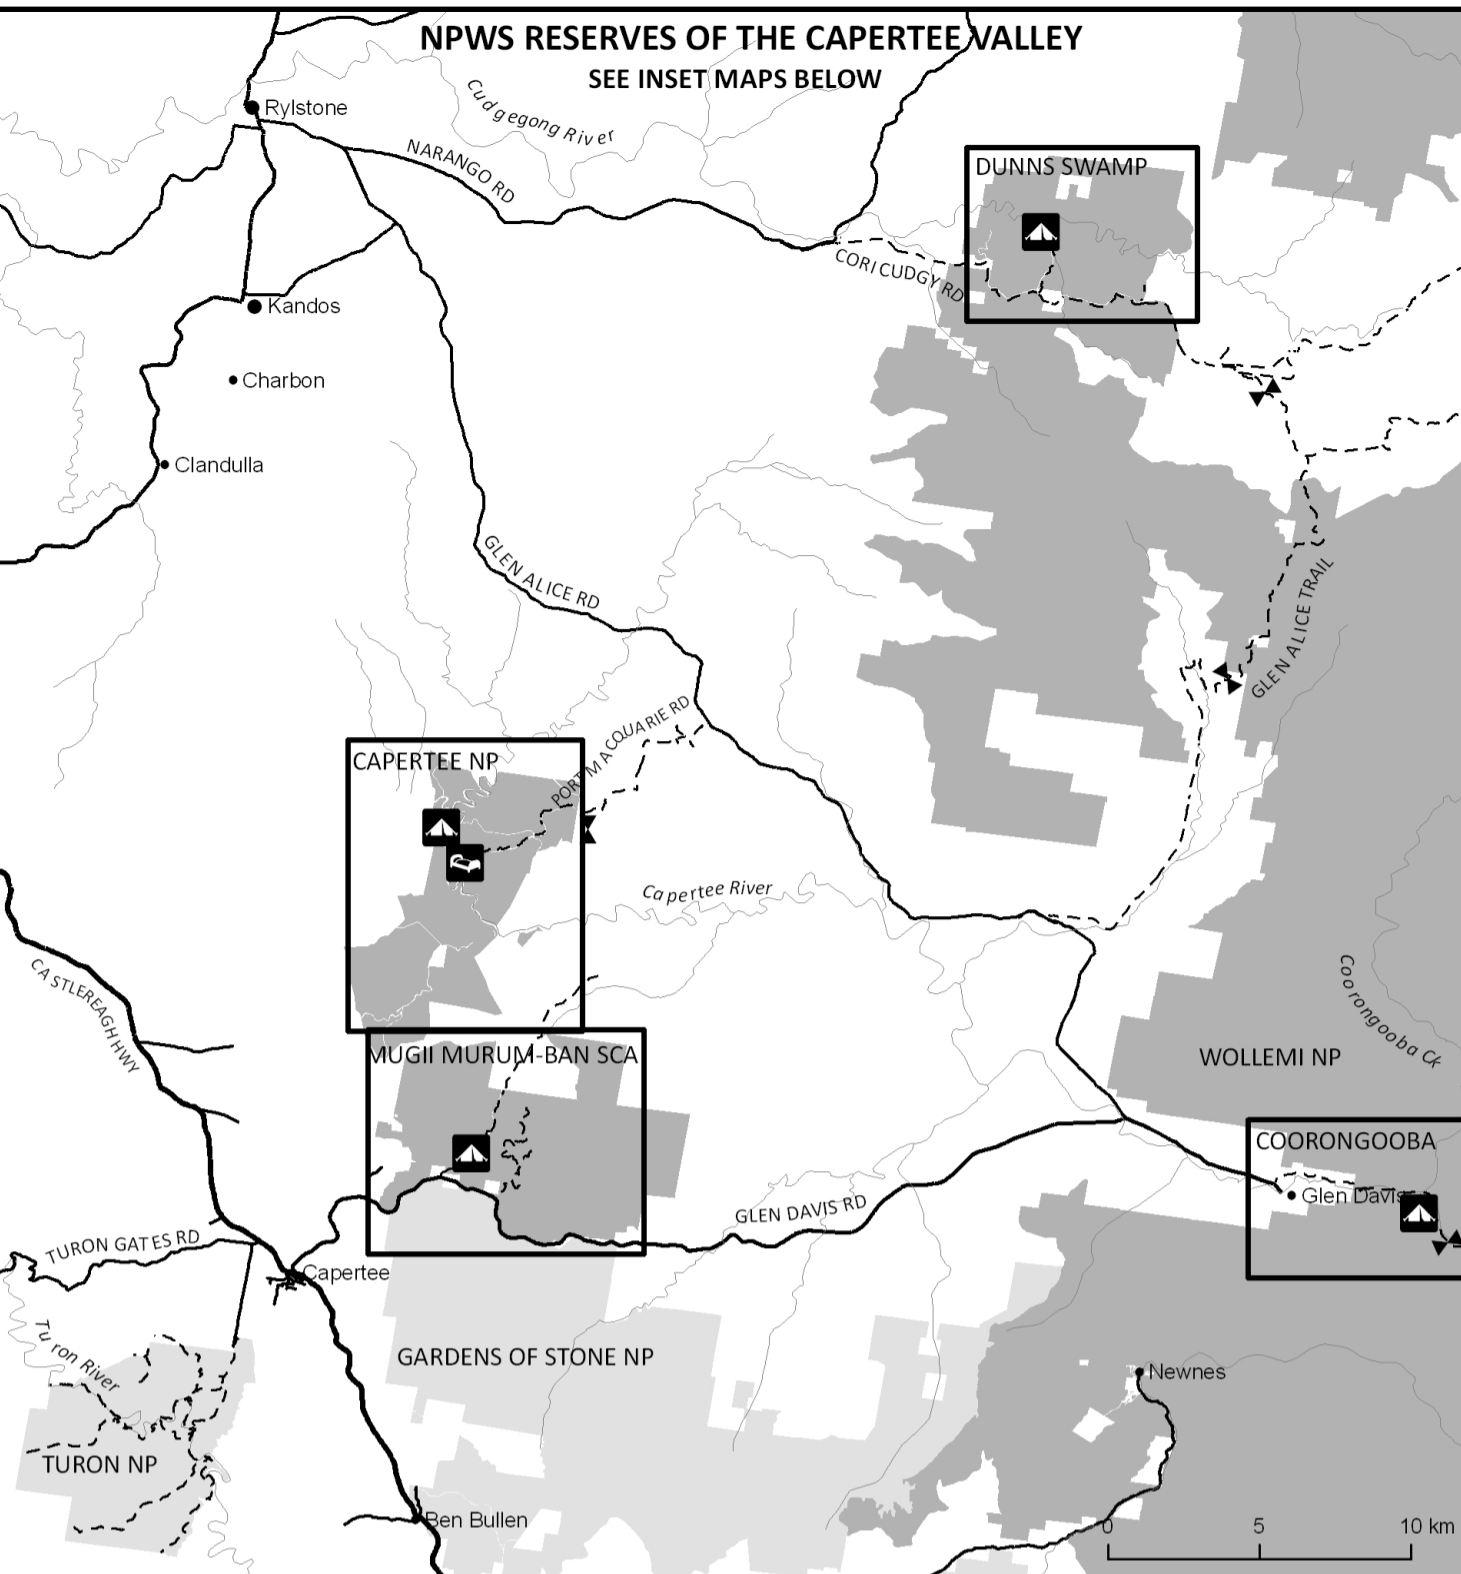 NPWS RESERVES OF THE CAPERTEE VALLEY
SEE INSET MAPS BELOW
Rylstone
Cudgegong River
NARANGO RD
DUNNS SWAMP
CORICUDGY RD
Kandos
Charbon
Clandulla
GLEN ALICE RD
GLEN ALICE TRAIL
PORT MACQUARIE RD
CAPERTEE NP
Capertee River
CASTLEREAGH HWY
Coorongooba Ck
MUGII MURUM-BAN SCA
WOLLEMI NP
COORONGOOBA
Glen Davis
GLEN DAVIS RD
TURON GATES RD
Capertee
Turon River
GARDENS OF STONE NP
Newnes
TURON NP
Ben Bullen
0 5 10 km